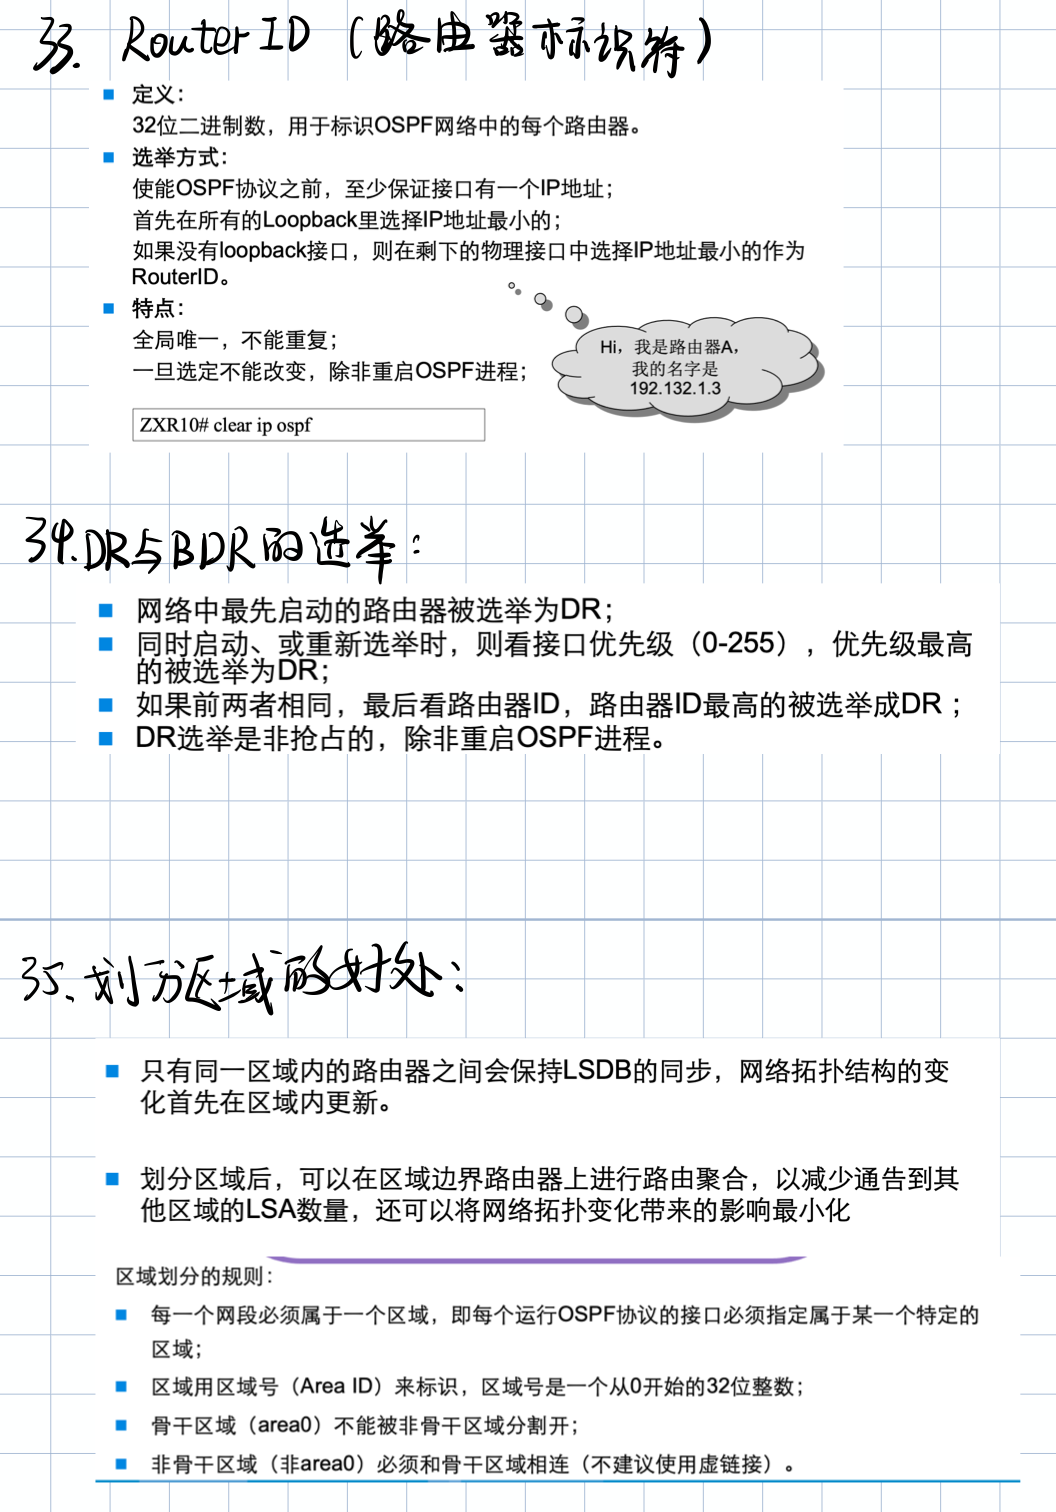 33. Router ID（路由器标识符）
定义：
32位二进制数，用于标识OSPF网络中的每个路由器。
选举方式：
使能OSPF协议之前，至少保证接口有一个IP地址；
首先在所有的Loopback里选择IP地址最小的；
如果没有loopback接口，则在剩下的物理接口中选择IP地址最小的作为
RouterID。
特点：
全局唯一，不能重复；
一旦选定不能改变，除非重启OSPF进程；
Hi，我是路由器A，
我的名字是
192.132.1.3
ZXR10# clear ip ospf
34.DR与BDR的选举：
网络中最先启动的路由器被选举为DR；
同时启动、或重新选举时，则看接口优先级（0-255），优先级最高
的被选举为DR；
如果前两者相同，最后看路由器ID，路由器ID最高的被选举成DR；
DR选举是非抢占的，除非重启OSPF进程。
35、划分区域的好处：
只有同一区域内的路由器之间会保持LSDB的同步，网络拓扑结构的变
化首先在区域内更新。
划分区域后，可以在区域边界路由器上进行路由聚合，以减少通告到其
他区域的LSA数量，还可以将网络拓扑变化带来的影响最小化
区域划分的规则：
每一个网段必须属于一个区域，即每个运行OSPF协议的接口必须指定属于某一个特定的
区域；
区域用区域号（Area ID）来标识，区域号是一个从0开始的32位整数；
骨干区域（area0）不能被非骨干区域分割开；
非骨干区域（非area0）必须和骨干区域相连（不建议使用虚链接）。